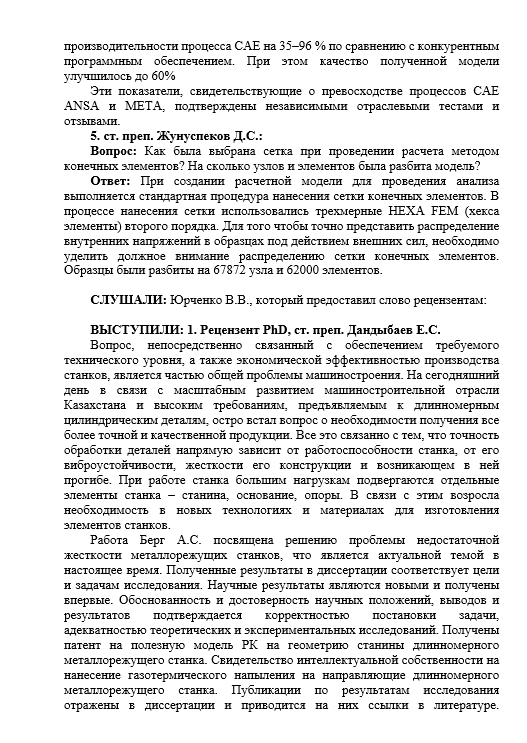 производительности процесса CAE на 35–96 % по сравнению с конкурентным
программным обеспечением. При этом качество полученной модели
улучшилось до 60%
Эти показатели, свидетельствующие о превосходстве процессов CAE
ANSA и META, подтверждены независимыми отраслевыми тестами и
отзывами.
5. ст. преп. Жунуспеков Д.С.:
Вопрос: Как была выбрана сетка при проведении расчета методом
конечных элементов? На сколько узлов и элементов была разбита модель?
Ответ: При создании расчетной модели для проведения анализа
выполняется стандартная процедура нанесения сетки конечных элементов. В
процессе нанесения сетки использовались трехмерные HEXA FEM (хекса
элементы) второго порядка. Для того чтобы точно представить распределение
внутренних напряжений в образцах под действием внешних сил, необходимо
уделить должное внимание распределению сетки конечных элементов.
Образцы были разбиты на 67872 узла и 62000 элементов.
СЛУШАЛИ: Юрченко В.В., который предоставил слово рецензентам:
ВЫСТУПИЛИ: 1. Рецензент PhD, ст. преп. Дандыбаев Е.С.
Вопрос, непосредственно связанный с обеспечением требуемого
технического уровня, а также экономической эффективностью производства
станков, является частью общей проблемы машиностроения. На сегодняшний
день в связи с масштабным развитием машиностроительной отрасли
Казахстана и высоким требованиям, предъявляемым к длинномерным
цилиндрическим деталям, остро встал вопрос о необходимости получения все
более точной и качественной продукции. Все это связанно с тем, что точность
обработки деталей напрямую зависит от работоспособности станка, от его
виброустойчивости, жесткости его конструкции и возникающем в ней
прогибе. При работе станка большим нагрузкам подвергаются отдельные
элементы станка – станина, основание, опоры. В связи с этим возросла
необходимость в новых технологиях и материалах для изготовления
элементов станков.
Работа Берг А.С. посвящена решению проблемы недостаточной
жесткости металлорежущих станков, что является актуальной темой в
настоящее время. Полученные результаты в диссертации соответствует цели
и задачам исследования. Научные результаты являются новыми и получены
впервые. Обоснованность и достоверность научных положений, выводов и
результатов подтверждается корректностью постановки задачи,
адекватностью теоретических и экспериментальных исследований. Получены
патент на полезную модель РК на геометрию станины длинномерного
металлорежущего станка. Свидетельство интеллектуальной собственности на
нанесение газотермического напыления на направляющие длинномерного
металлорежущего станка. Публикации по результатам исследования
отражены в диссертации и приводится на них ссылки в литературе.